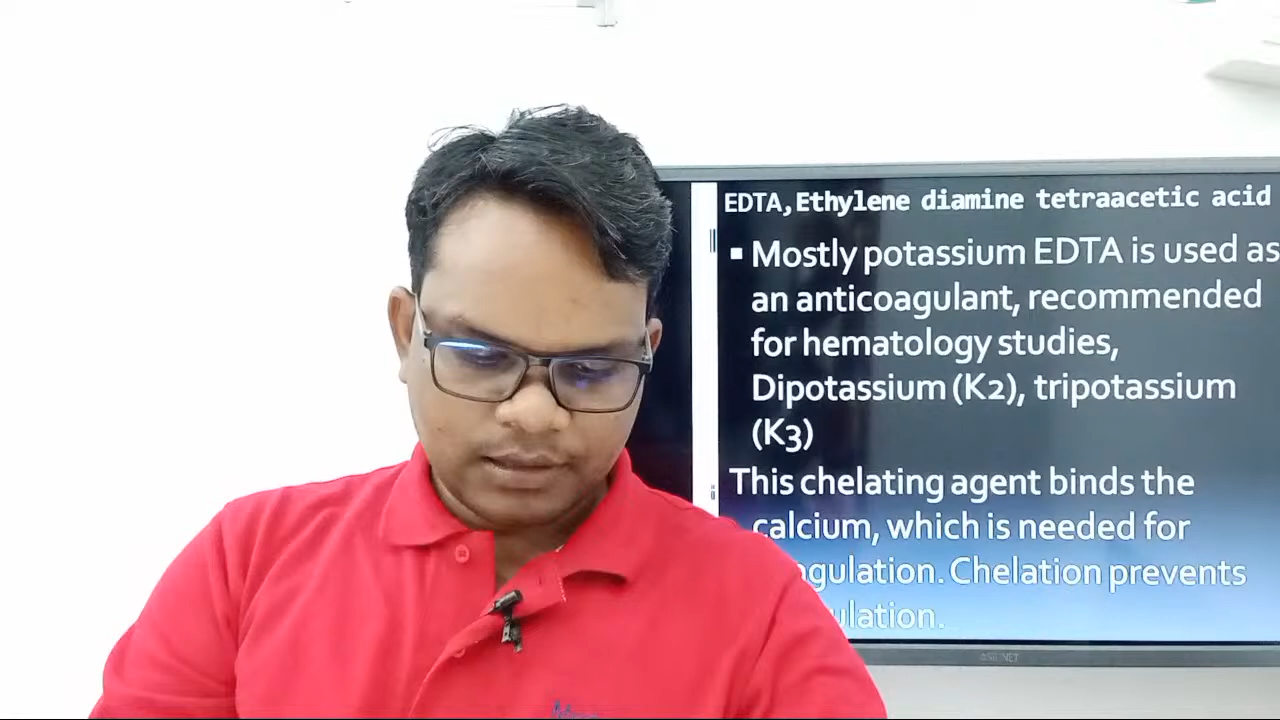 EDTA,Ethylene diamine tetraacetic acid
▪ Mostly potassium EDTA is used as
an anticoagulant, recommended
for hematology studies,
Dipotassium (K2), tripotassium
(K3)
This chelating agent binds the
calcium, which is needed for
agulation. Chelation prevents
ulation.